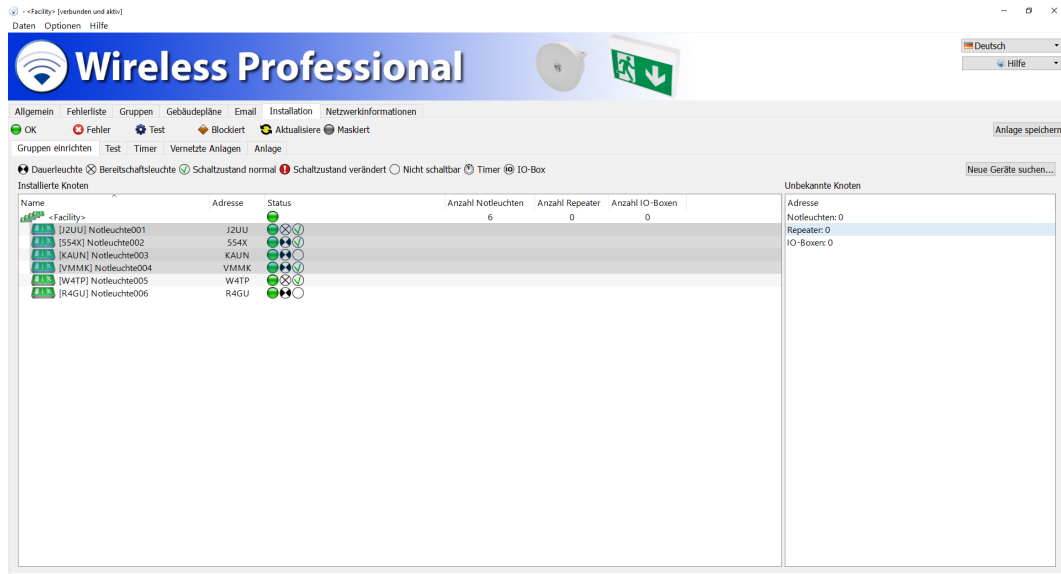 - <Facility> [verbunden und aktiv]
Daten Optionen Hilfe
Wireless Professional
Deutsch
Hilfe
Allgemein Fehlerliste Gruppen Gebäudepläne Email Installation Netzwerkinformationen
OK Fehler Test Blockiert Aktualisiere Maskiert Anlage speichern
Gruppen einrichten Test Timer Vernetzte Anlagen Anlage
Dauerleuchte Bereitschaftsleuchte Schaltzustand normal Schaltzustand verändert Nicht schaltbar Timer IO IO-Box Neue Geräte suchen...
Installierte Knoten Unbekannte Knoten
Name Adresse Status Anzahl Notleuchten Anzahl Repeater Anzahl IO-Boxen Adresse
<Facility> 6 0 0 Notleuchten: 0
[J2UU] Notleuchte001 J2UU Repeater: 0
[554X] Notleuchte002 554X IO-Boxen: 0
[KAUN] Notleuchte003 KAUN
[VMMK] Notleuchte004 VMMK
[W4TP] Notleuchte005 W4TP
[R4GU] Notleuchte006 R4GU